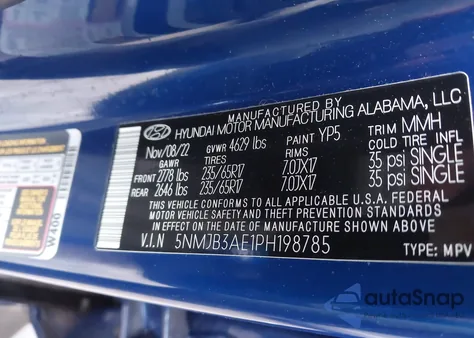 MANUFACTURED BY
HYUNDAI MOTOR MANUFACTURING ALABAMA, LLC
Nov/08/22 GVWR 4629 lbs PAINT YP5 TRIM MMH
GAWR TIRES RIMS COLD TIRE INFL
FRONT 2778 lbs 235/65R17 7.0JX17 35 psi SINGLE
REAR 2646 lbs 235/65R17 7.0JX17 35 psi SINGLE
THIS VEHICLE CONFORMS TO ALL APPLICABLE U.S.A. FEDERAL
MOTOR VEHICLE SAFETY AND THEFT PREVENTION STANDARDS
IN EFFECT ON THE DATE OF MANUFACTURE SHOWN ABOVE
V.I.N 5NMJB3AE1PH198785 TYPE: MPV
W400
autoSnap